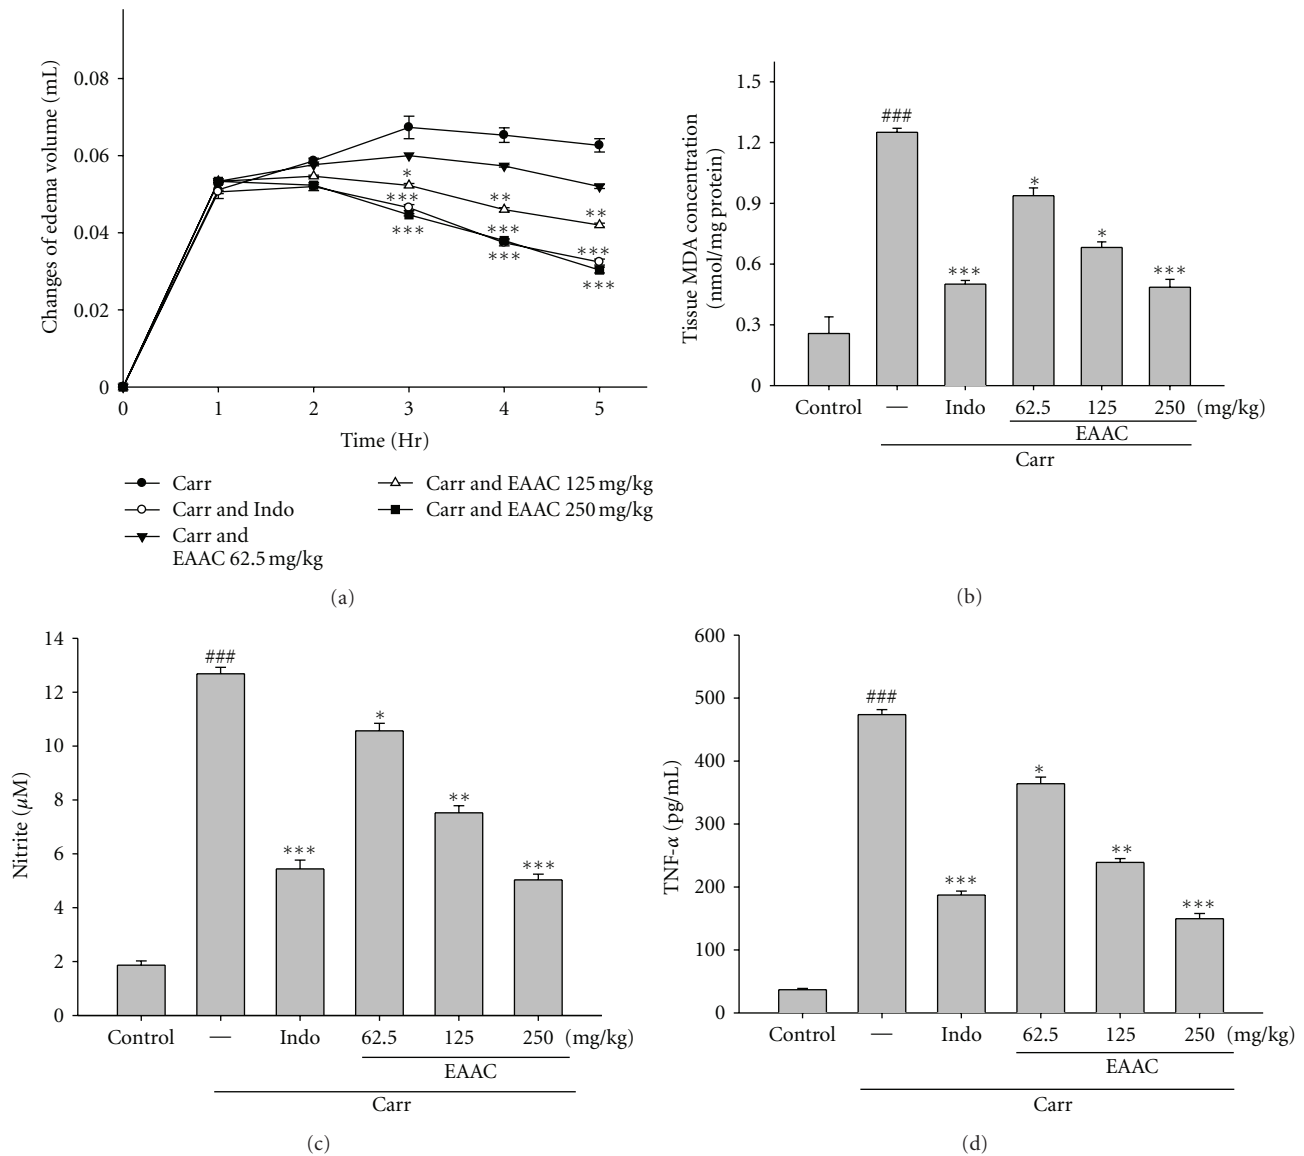 Changes of edema volume (mL)
0.08
0.06
0.04
0.02
0
*
***
***
**
***
***
**
***
***
0 1 2 3 4 5
Time (Hr)
Carr
Carr and Indo
Carr and
EAAC 62.5 mg/kg
Carr and EAAC 125 mg/kg
Carr and EAAC 250 mg/kg
(a)
Tissue MDA concentration
(nmol/mg protein)
1.5
1.2
0.9
0.6
0.3
0
###
***
*
*
***
Control — Indo 62.5 125 250 (mg/kg)
EAAC
Carr
(b)
Nitrite (μM)
14
12
10
8
6
4
2
0
###
***
*
**
***
Control — Indo 62.5 125 250 (mg/kg)
EAAC
Carr
(c)
TNF-α (pg/mL)
600
500
400
300
200
100
0
###
***
*
**
***
Control — Indo 62.5 125 250 (mg/kg)
EAAC
Carr
(d)